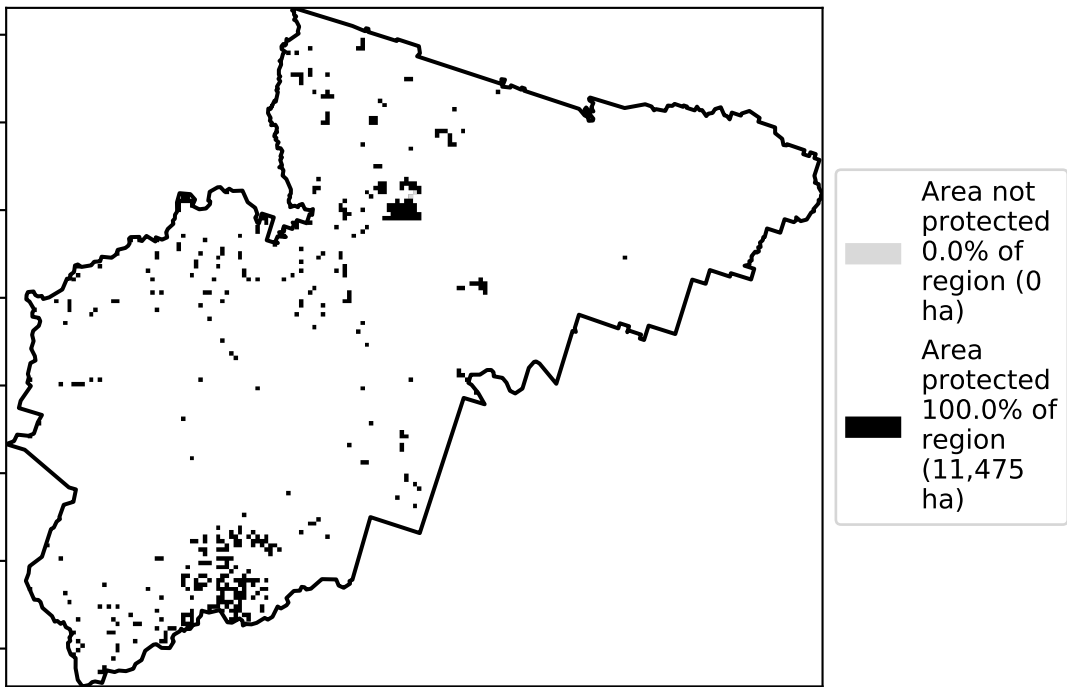 Area not
protected
0.0% of
region (0
ha)
Area
protected
100.0% of
region
(11,475
ha)